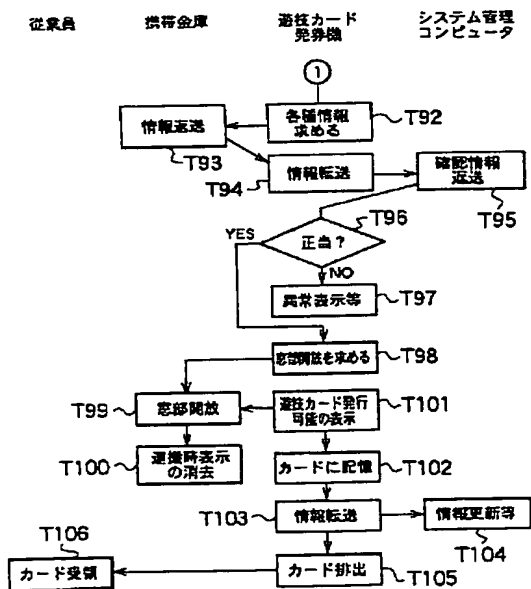 従業員
携帯金庫
遊技カード
発券機
システム管理
コンピュータ
1
各種情報
求める
T92
情報返送
T93
情報転送
T94
確認情報
返送
T95
正当?
T96
YES
NO
異常表示等
T97
窓部開放を求める
T98
窓部開放
T99
遊技カード発行
可能の表示
T101
運搬時表示
の消去
T100
カードに記憶
T102
情報転送
T103
情報更新等
T104
カード排出
T105
カード受領
T106